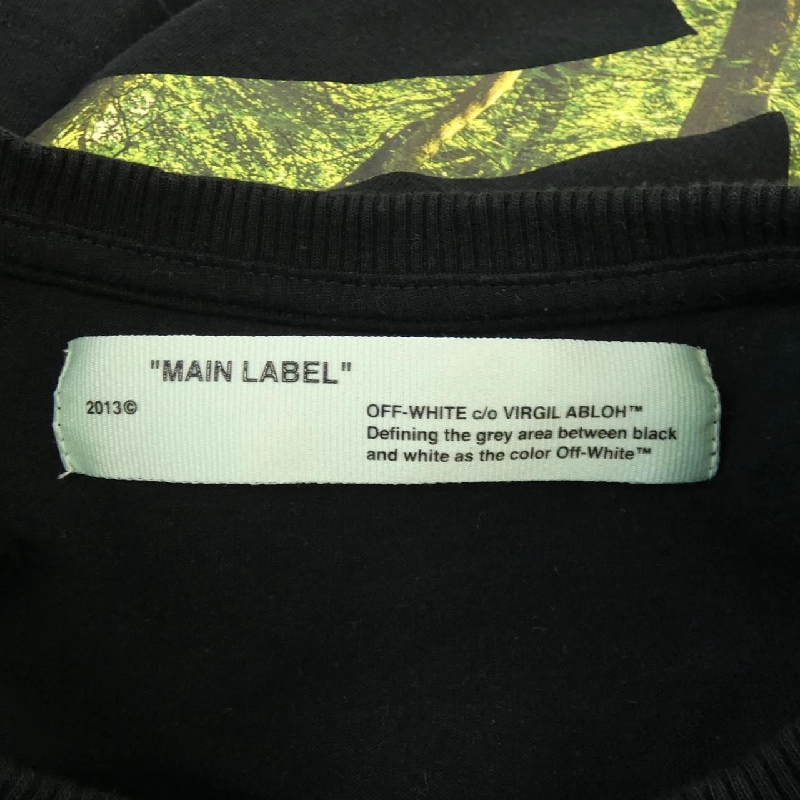 "MAIN LABEL"
2013©
OFF-WHITE c/o VIRGIL ABLOH™
Defining the grey area between black
and white as the color Off-White™